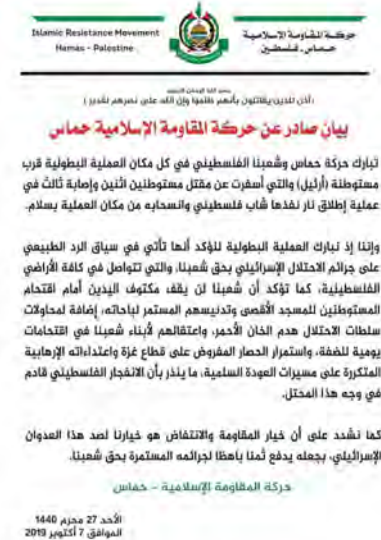 Islamic Resistance Movement
Hamas - Palestine
حركة المقاومة الإسلامية
حماس - فلسطين
بسم الله الرحمن الرحيم
(أذن للذين يقاتلون بأنهم ظلموا وإن الله على نصرهم لقدير)
بيان صادر عن حركة المقاومة الإسلامية حماس
تبارك حركة حماس وشعبنا الفلسطيني في كل مكان العملية البطولية قرب
مستوطنة (أرئيل) والتي أسفرت عن مقتل مستوطنين اثنين وإصابة ثالث في
عملية إطلاق نار نفذها شاب فلسطيني وانسحابه من مكان العملية بسلام.
وإننا إذ نبارك العملية البطولية لنؤكد أنها تأتي في سياق الرد الطبيعي
على جرائم الاحتلال الإسرائيلي بحق شعبنا، والتي تتواصل في كافة الأراضي
الفلسطينية، كما تؤكد أن شعبنا لن يقف مكتوف اليدين أمام اقتحام
المستوطنين للمسجد الأقصى وتدنيسهم المستمر لباحاته، إضافة لمحاولات
سلطات الاحتلال هدم الخان الأحمر، واعتقالهم لأبناء شعبنا في اقتحامات
يومية للضفة، واستمرار الحصار المفروض على قطاع غزة واعتداءاته الإرهابية
المتكررة على مسيرات العودة السلمية، ما ينذر بأن الانفجار الفلسطيني قادم
في وجه هذا المحتل.
كما نشدد على أن خيار المقاومة والانتفاض هو خيارنا لصد هذا العدوان
الإسرائيلي، بجعله يدفع ثمنا باهظا لجرائمه المستمرة بحق شعبنا.
حركة المقاومة الإسلامية - حماس
الأحد 27 محرم 1440
الموافق 7 أكتوبر 2019